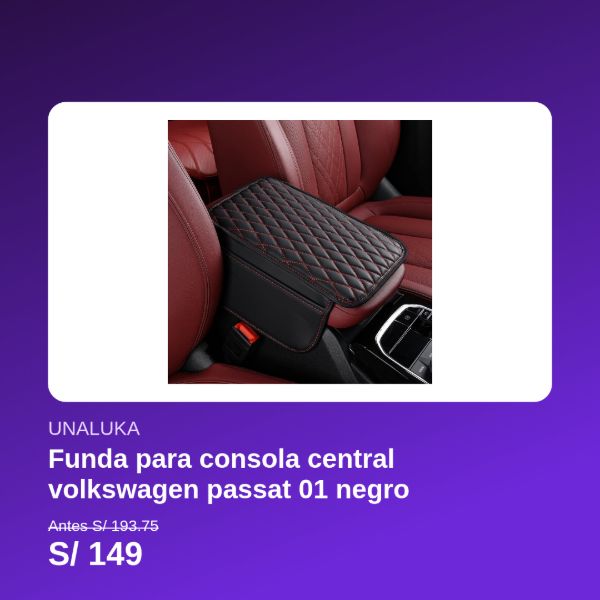 UNALUKA
Funda para consola central
volkswagen passat 01 negro
Antes S/ 193.75
S/ 149